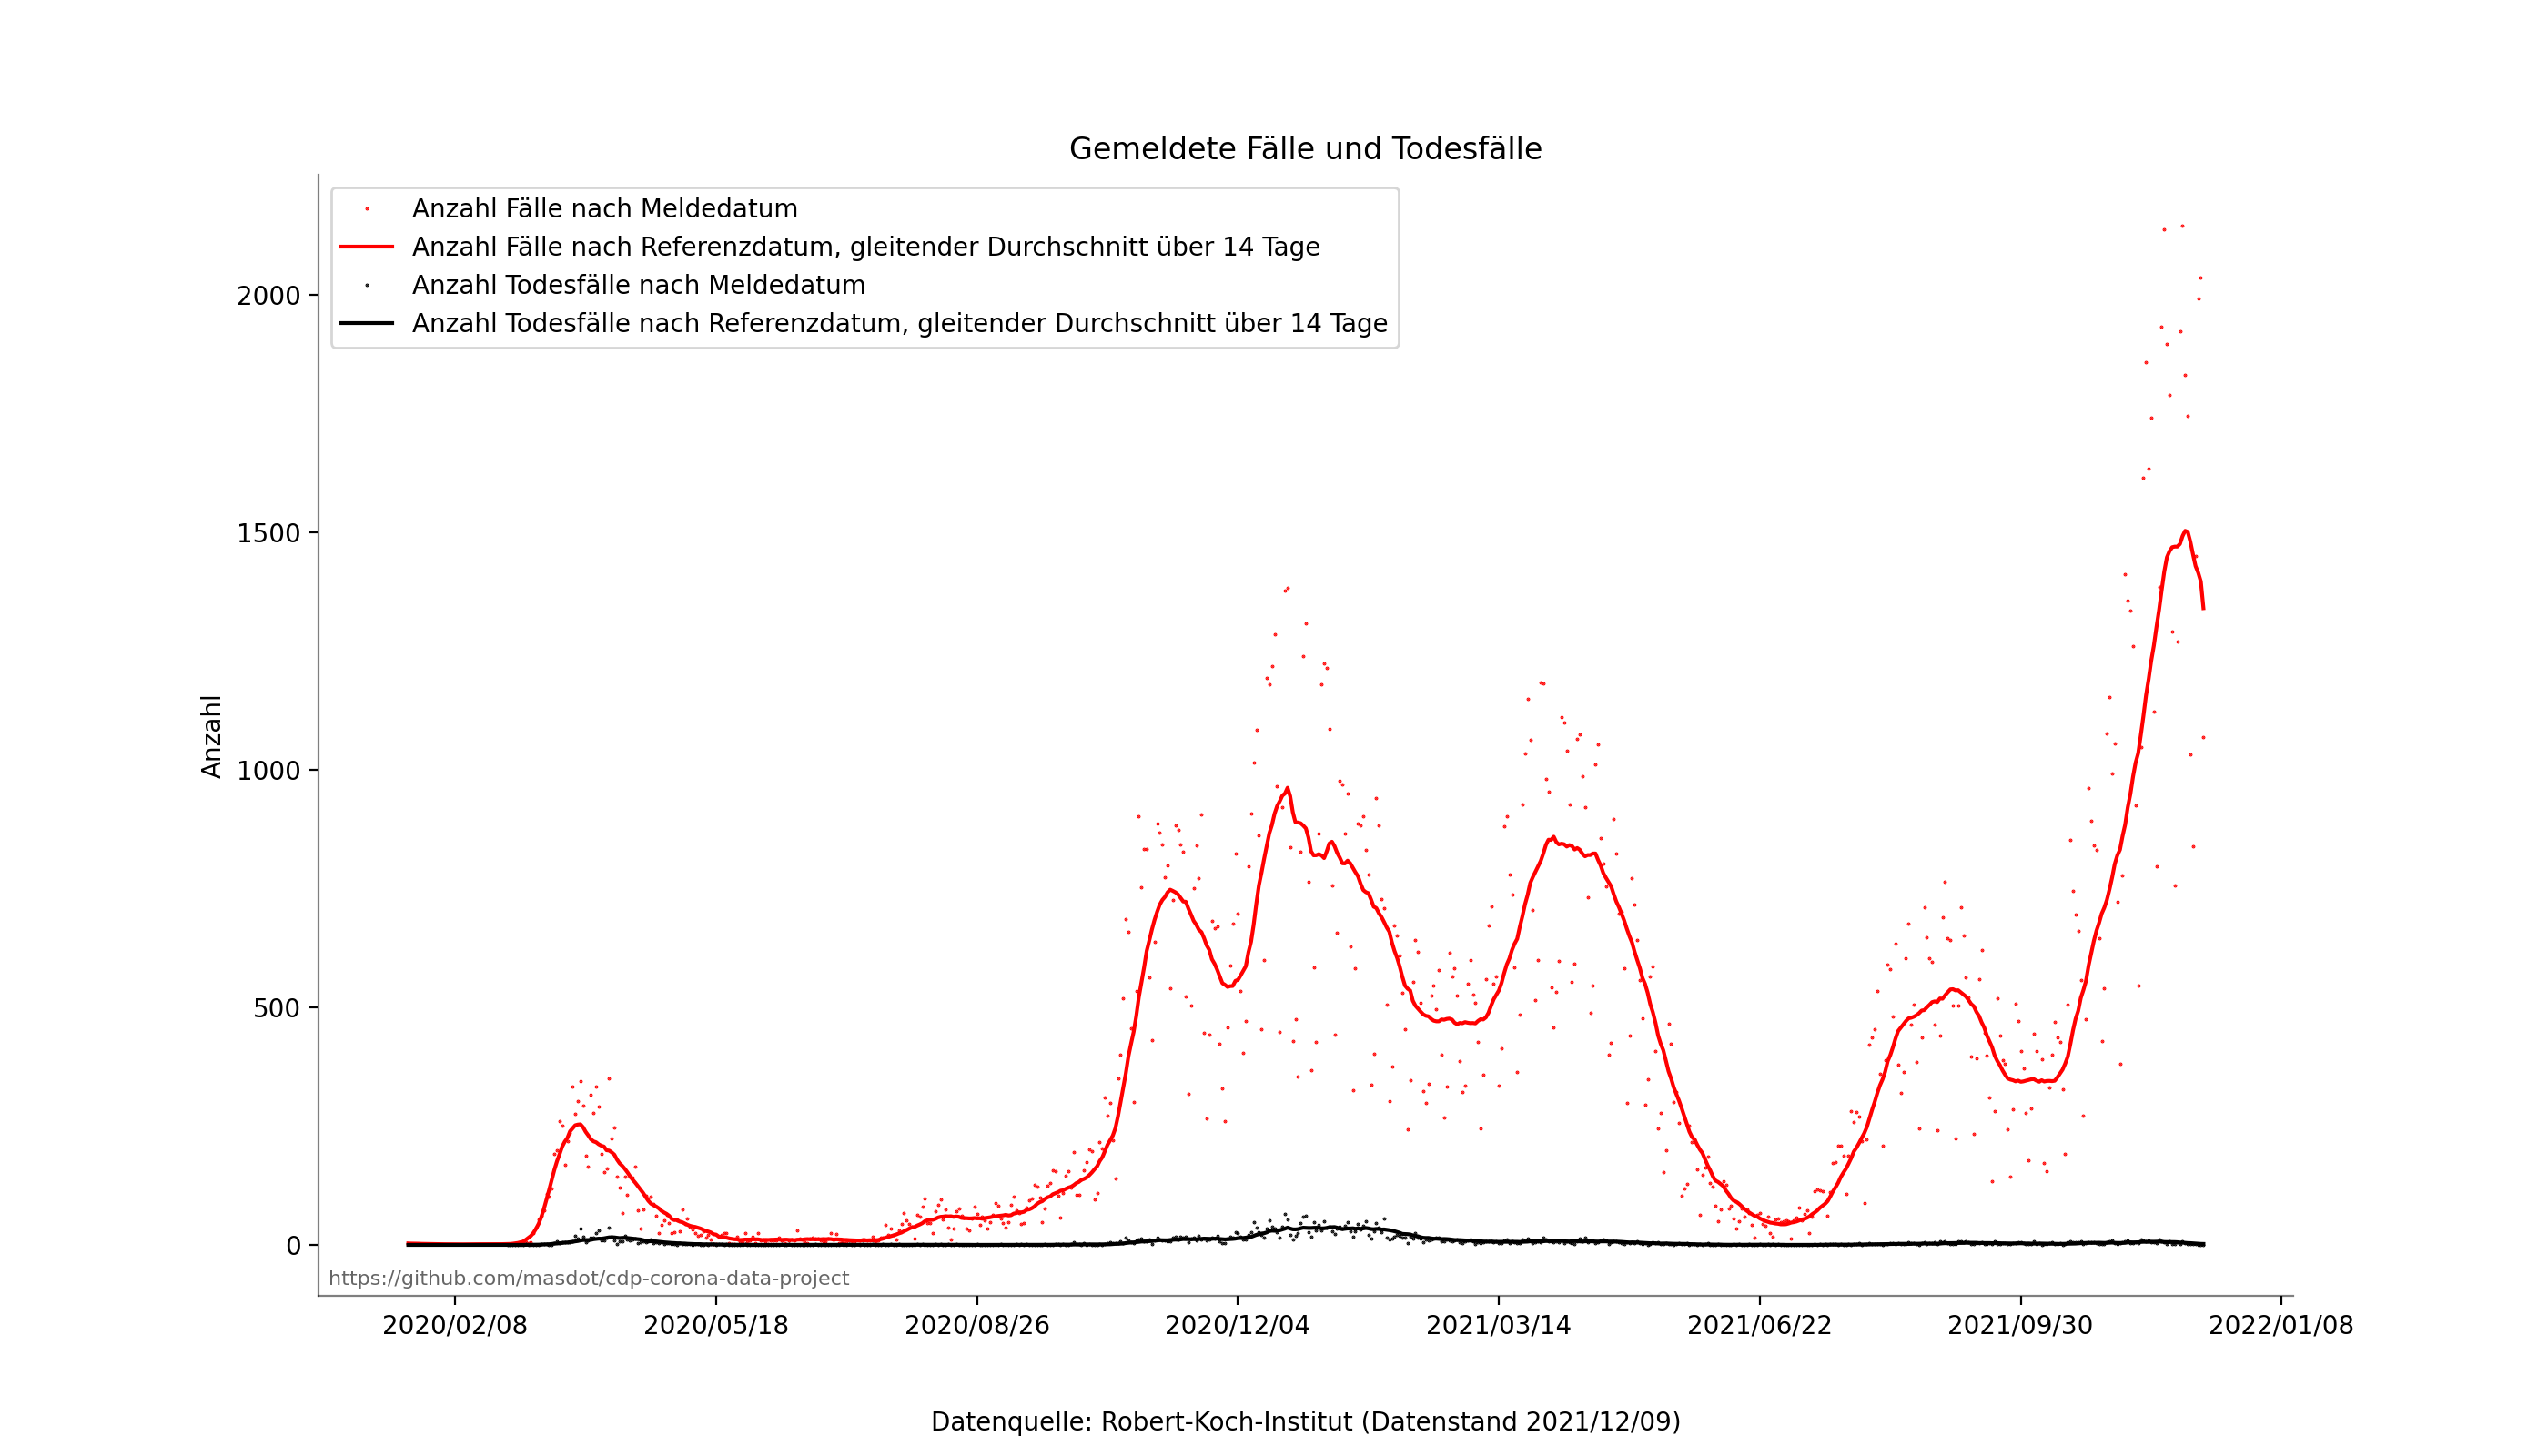 Gemeldete Fälle und Todesfälle
Anzahl Fälle nach Meldedatum
Anzahl Fälle nach Referenzdatum, gleitender Durchschnitt über 14 Tage
Anzahl Todesfälle nach Meldedatum
Anzahl Todesfälle nach Referenzdatum, gleitender Durchschnitt über 14 Tage
2000
1500
1000
500
0
Anzahl
https://github.com/masdot/cdp-corona-data-project
2020/02/08 2020/05/18 2020/08/26 2020/12/04 2021/03/14 2021/06/22 2021/09/30 2022/01/08
Datenquelle: Robert-Koch-Institut (Datenstand 2021/12/09)